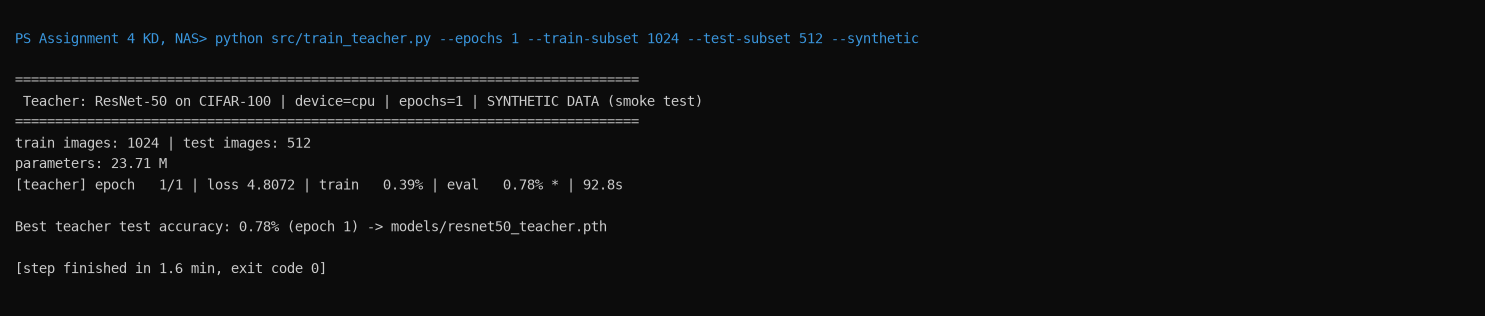 PS Assignment 4 KD, NAS> python src/train_teacher.py --epochs 1 --train-subset 1024 --test-subset 512 --synthetic
==============================================================================
 Teacher: ResNet-50 on CIFAR-100 | device=cpu | epochs=1 | SYNTHETIC DATA (smoke test)
==============================================================================
train images: 1024 | test images: 512
parameters: 23.71 M
[teacher] epoch   1/1 | loss 4.8072 | train   0.39% | eval   0.78% * | 92.8s
Best teacher test accuracy: 0.78% (epoch 1) -> models/resnet50_teacher.pth
[step finished in 1.6 min, exit code 0]